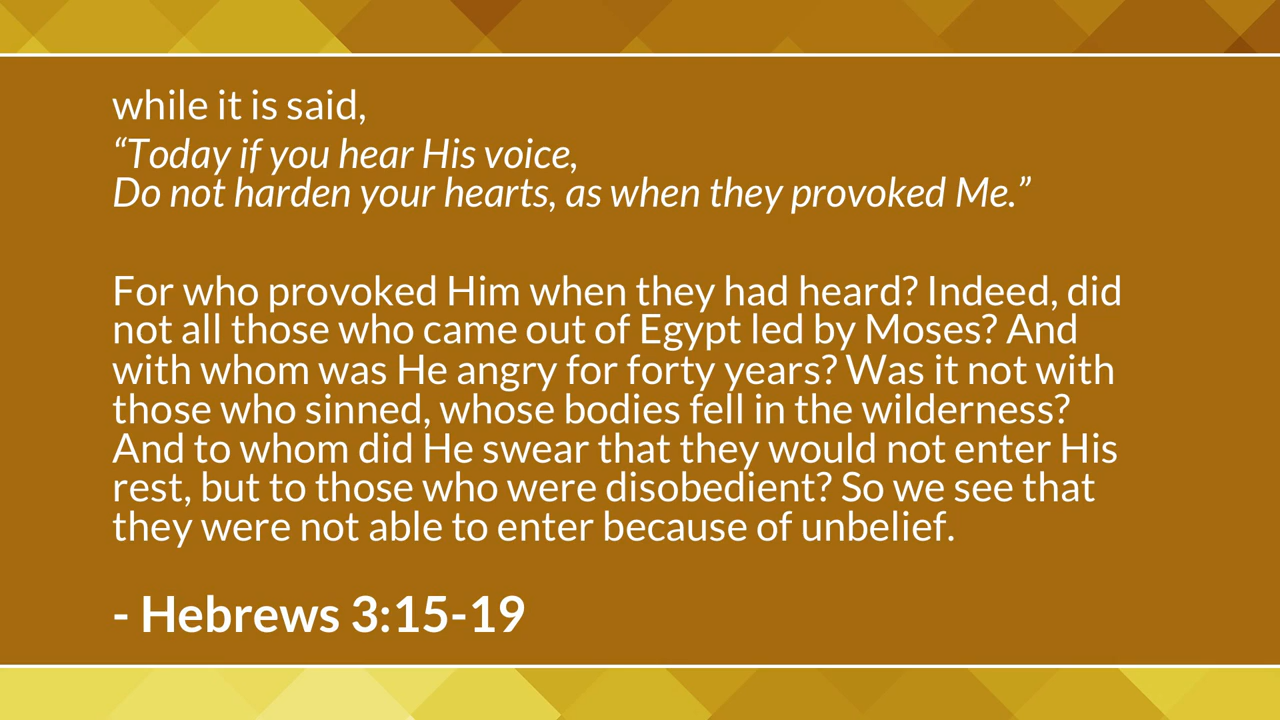 while it is said,
“Today if you hear His voice,
Do not harden your hearts, as when they provoked Me.”
For who provoked Him when they had heard? Indeed, did
not all those who came out of Egypt led by Moses? And
with whom was He angry for forty years? Was it not with
those who sinned, whose bodies fell in the wilderness?
And to whom did He swear that they would not enter His
rest, but to those who were disobedient? So we see that
they were not able to enter because of unbelief.
- Hebrews 3:15-19